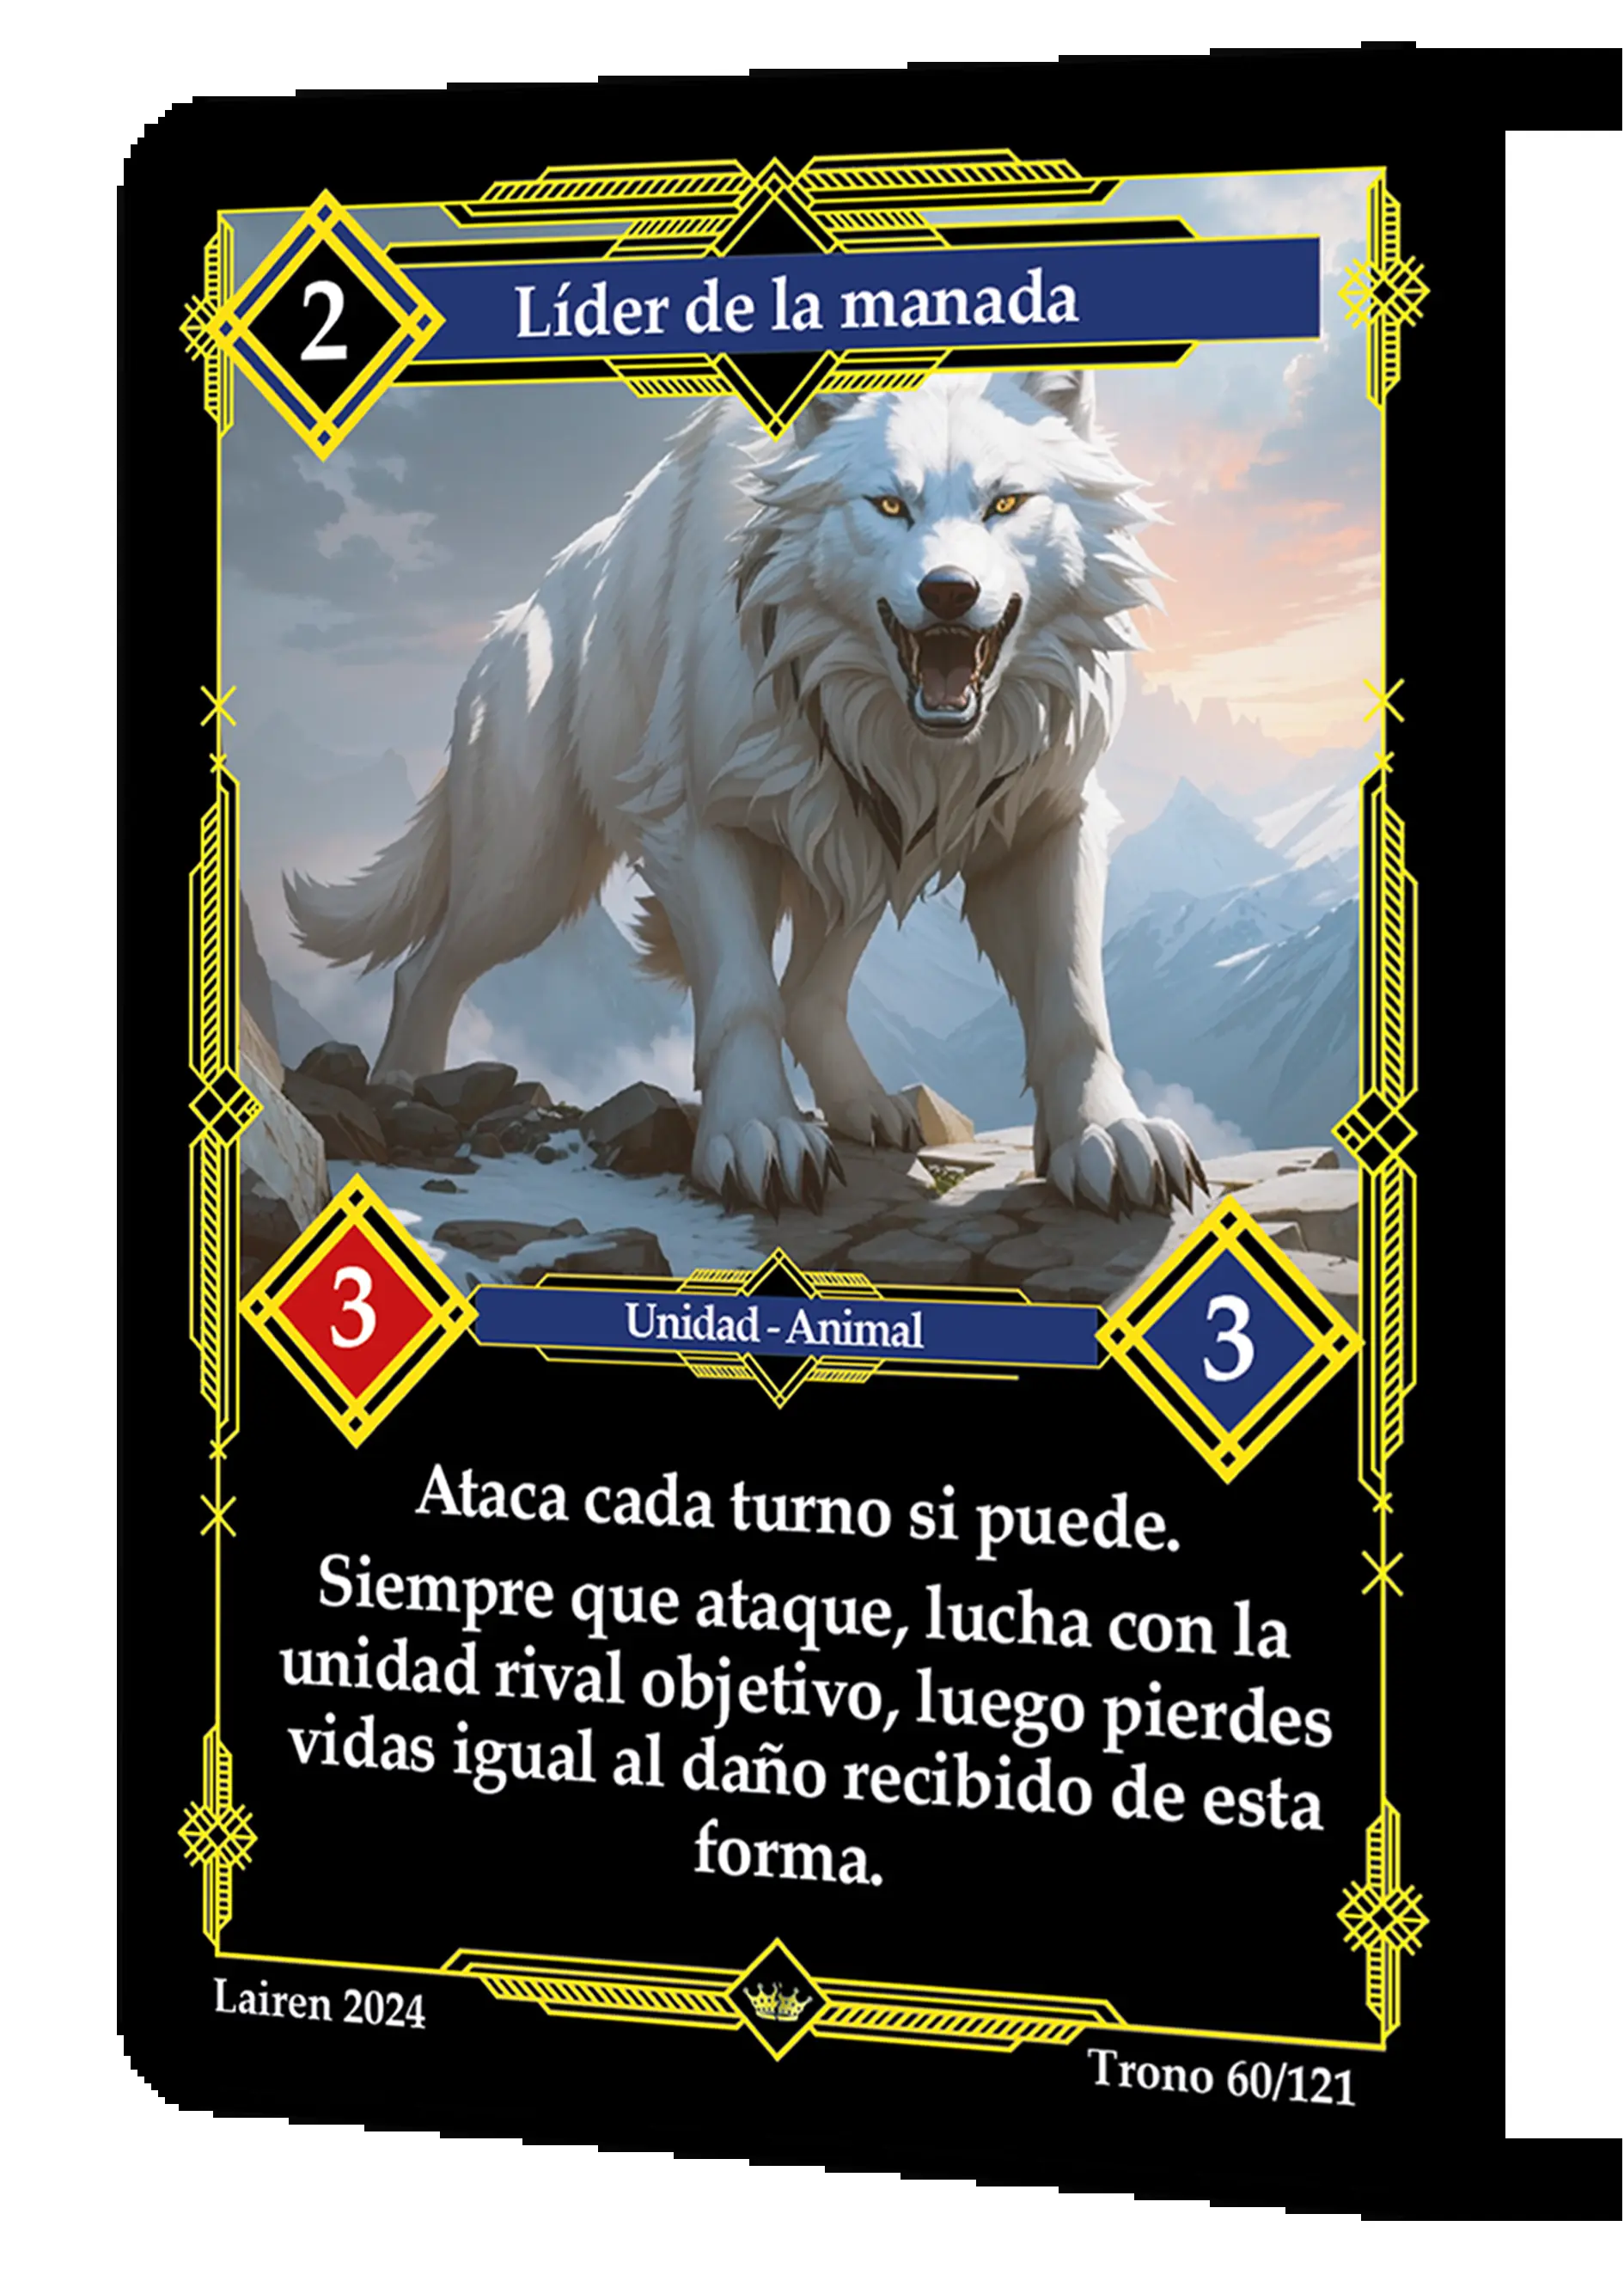 2
Líder de la manada
3
Unidad - Animal
3
Ataca cada turno si puede.
Siempre que ataque, lucha con la
unidad rival objetivo, luego pierdes
vidas igual al daño recibido de esta
forma.
Lairen 2024
Trono 60/121